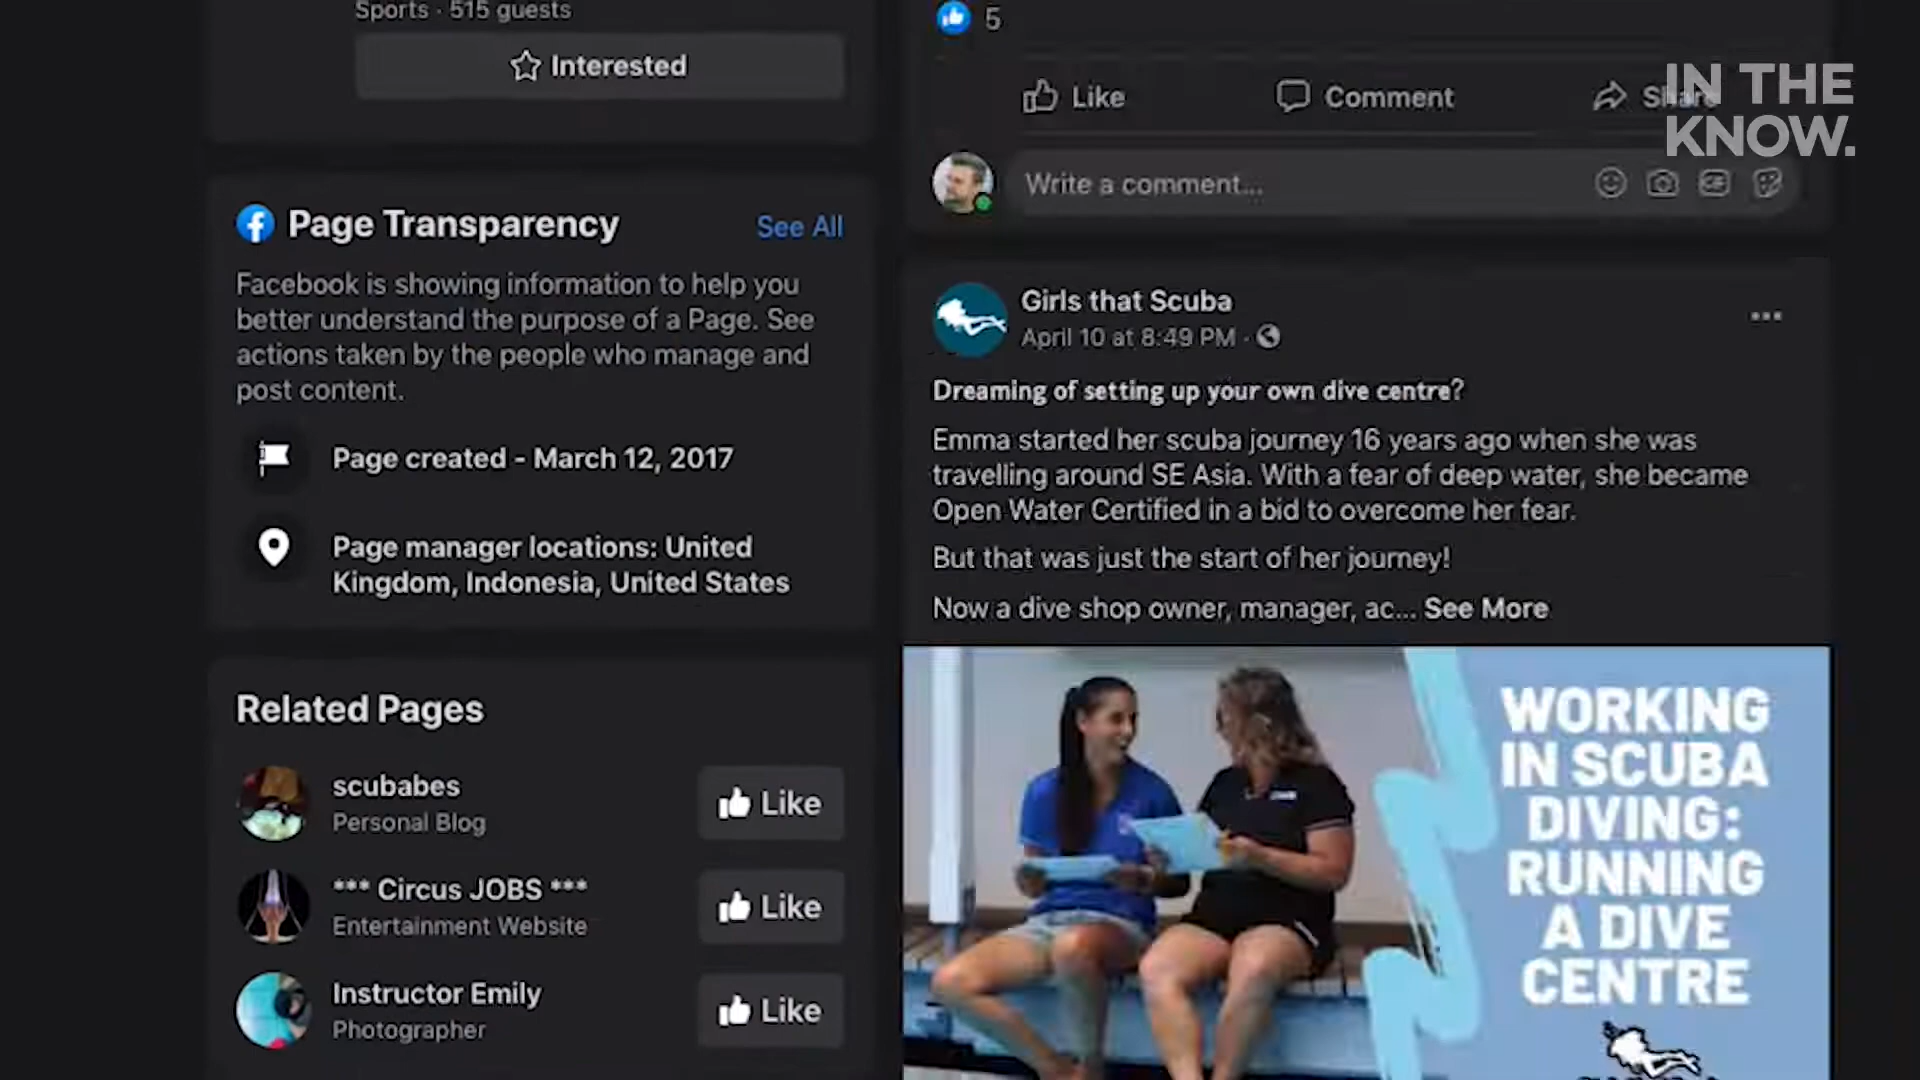 Sports · 515 guests
Interested
Page Transparency
See All
Facebook is showing information to help you
better understand the purpose of a Page. See
actions taken by the people who manage and
post content.
Page created - March 12, 2017
Page manager locations: United
Kingdom, Indonesia, United States
Related Pages
scubabes
Personal Blog
Like
*** Circus JOBS ***
Entertainment Website
Like
Instructor Emily
Photographer
Like
5
Like
Comment
Share
IN THE
KNOW.
Write a comment...
GIF
Girls that Scuba
April 10 at 8:49 PM ·
Dreaming of setting up your own dive centre?
Emma started her scuba journey 16 years ago when she was
travelling around SE Asia. With a fear of deep water, she became
Open Water Certified in a bid to overcome her fear.
But that was just the start of her journey!
Now a dive shop owner, manager, ac... See More
WORKING
IN SCUBA
DIVING:
RUNNING
A DIVE
CENTRE